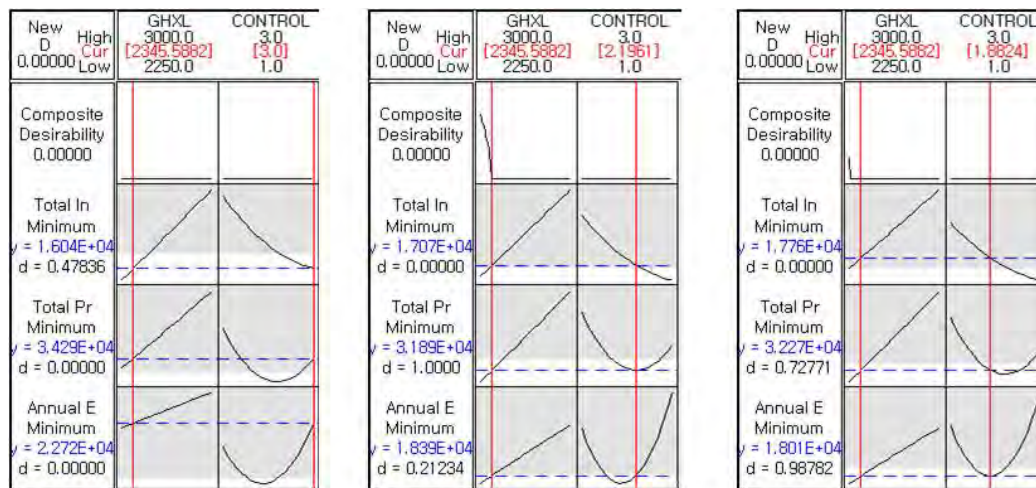 New
D
0.00000
High
Cur
Low
GHXL
3000.0
[2345.5882]
2250.0
CONTROL
3.0
[3.0]
1.0
Composite
Desirability
0.00000
Total In
Minimum
y = 1.604E+04
d = 0.47836
Total Pr
Minimum
y = 3.429E+04
d = 0.00000
Annual E
Minimum
y = 2.272E+04
d = 0.00000
New
D
0.00000
High
Cur
Low
GHXL
3000.0
[2345.5882]
2250.0
CONTROL
3.0
[2.1961]
1.0
Composite
Desirability
0.00000
Total In
Minimum
y = 1.707E+04
d = 0.00000
Total Pr
Minimum
y = 3.189E+04
d = 1.0000
Annual E
Minimum
y = 1.839E+04
d = 0.21234
New
D
0.00000
High
Cur
Low
GHXL
3000.0
[2345.5882]
2250.0
CONTROL
3.0
[1.8824]
1.0
Composite
Desirability
0.00000
Total In
Minimum
y = 1.776E+04
d = 0.00000
Total Pr
Minimum
y = 3.227E+04
d = 0.72771
Annual E
Minimum
y = 1.801E+04
d = 0.98782